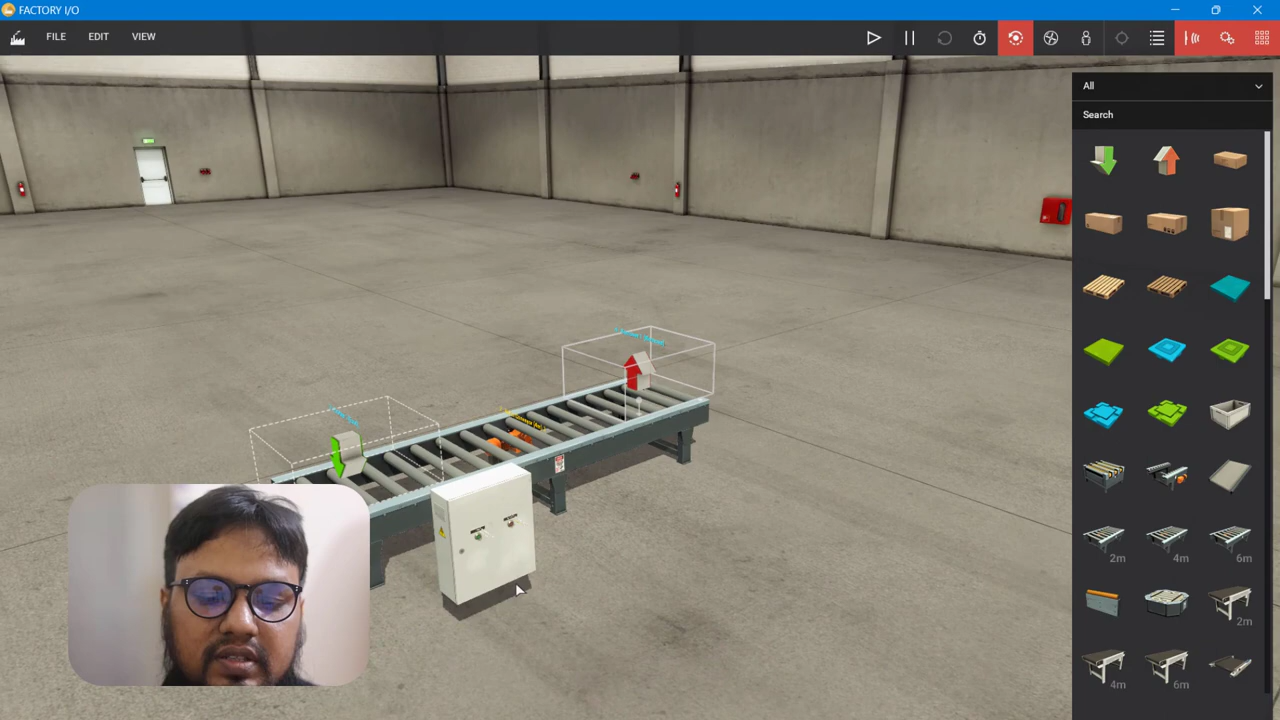 FACTORY I/O
FILE EDIT VIEW
All
Search
2m 4m 6m
2m
4m 6m